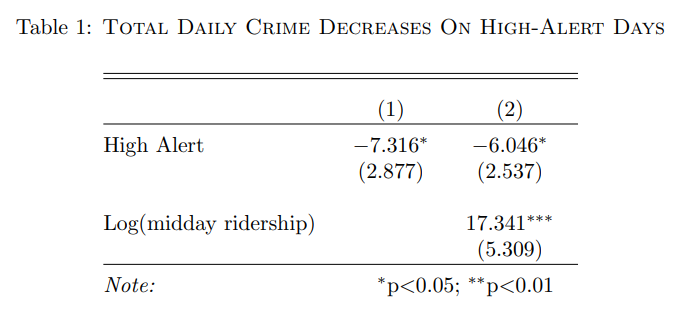 Table 1: TOTAL DAILY CRIME DECREASES ON HIGH-ALERT DAYS
(1) (2)
High Alert −7.316* −6.046*
(2.877) (2.537)
Log(midday ridership) 17.341***
(5.309)
Note: *p<0.05; **p<0.01